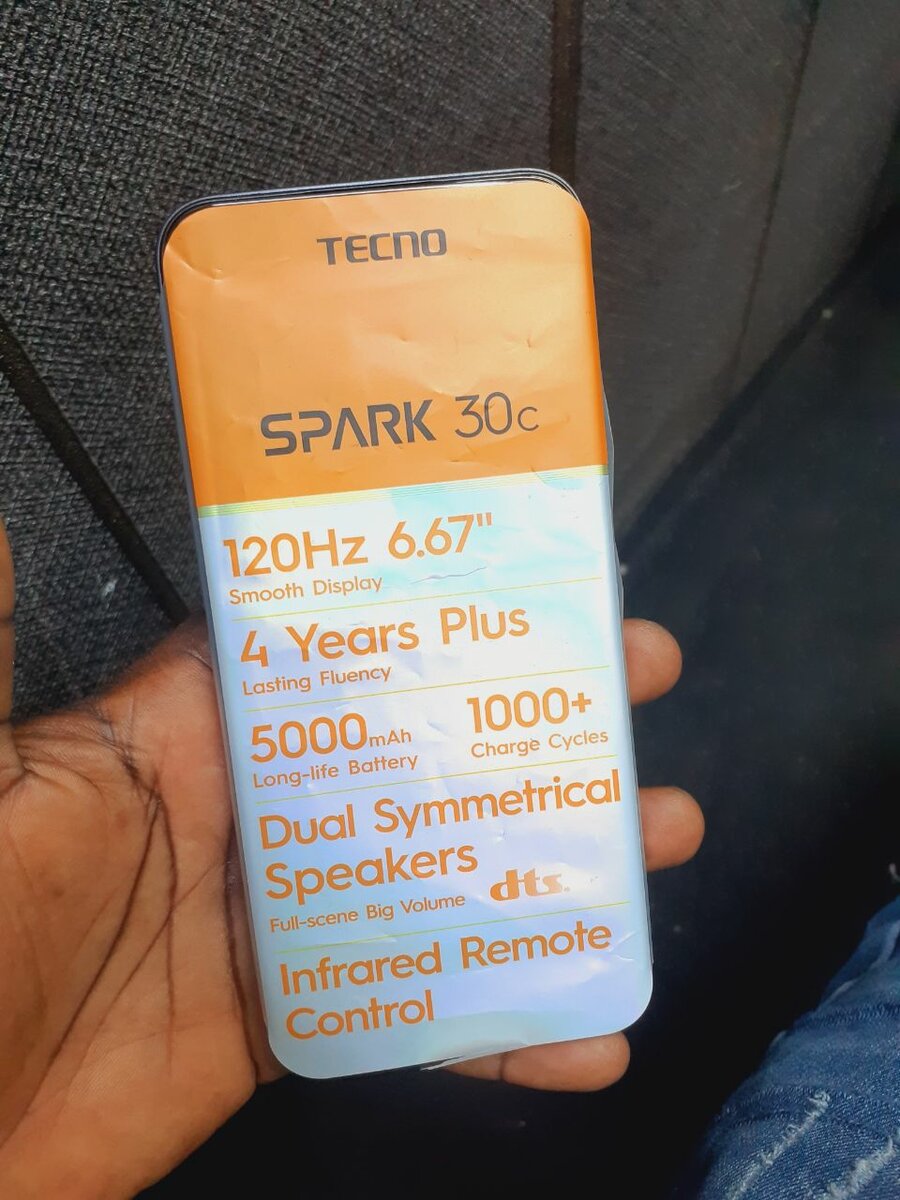 TECNO
SPARK 30C
120Hz 6.67"
Smooth Display
4 Years Plus
Lasting Fluency
5000mAh
Long-life Battery
1000+
Charge Cycles
Dual Symmetrical
Speakers
Full-scene Big Volume
dts.
Infrared Remote
Control